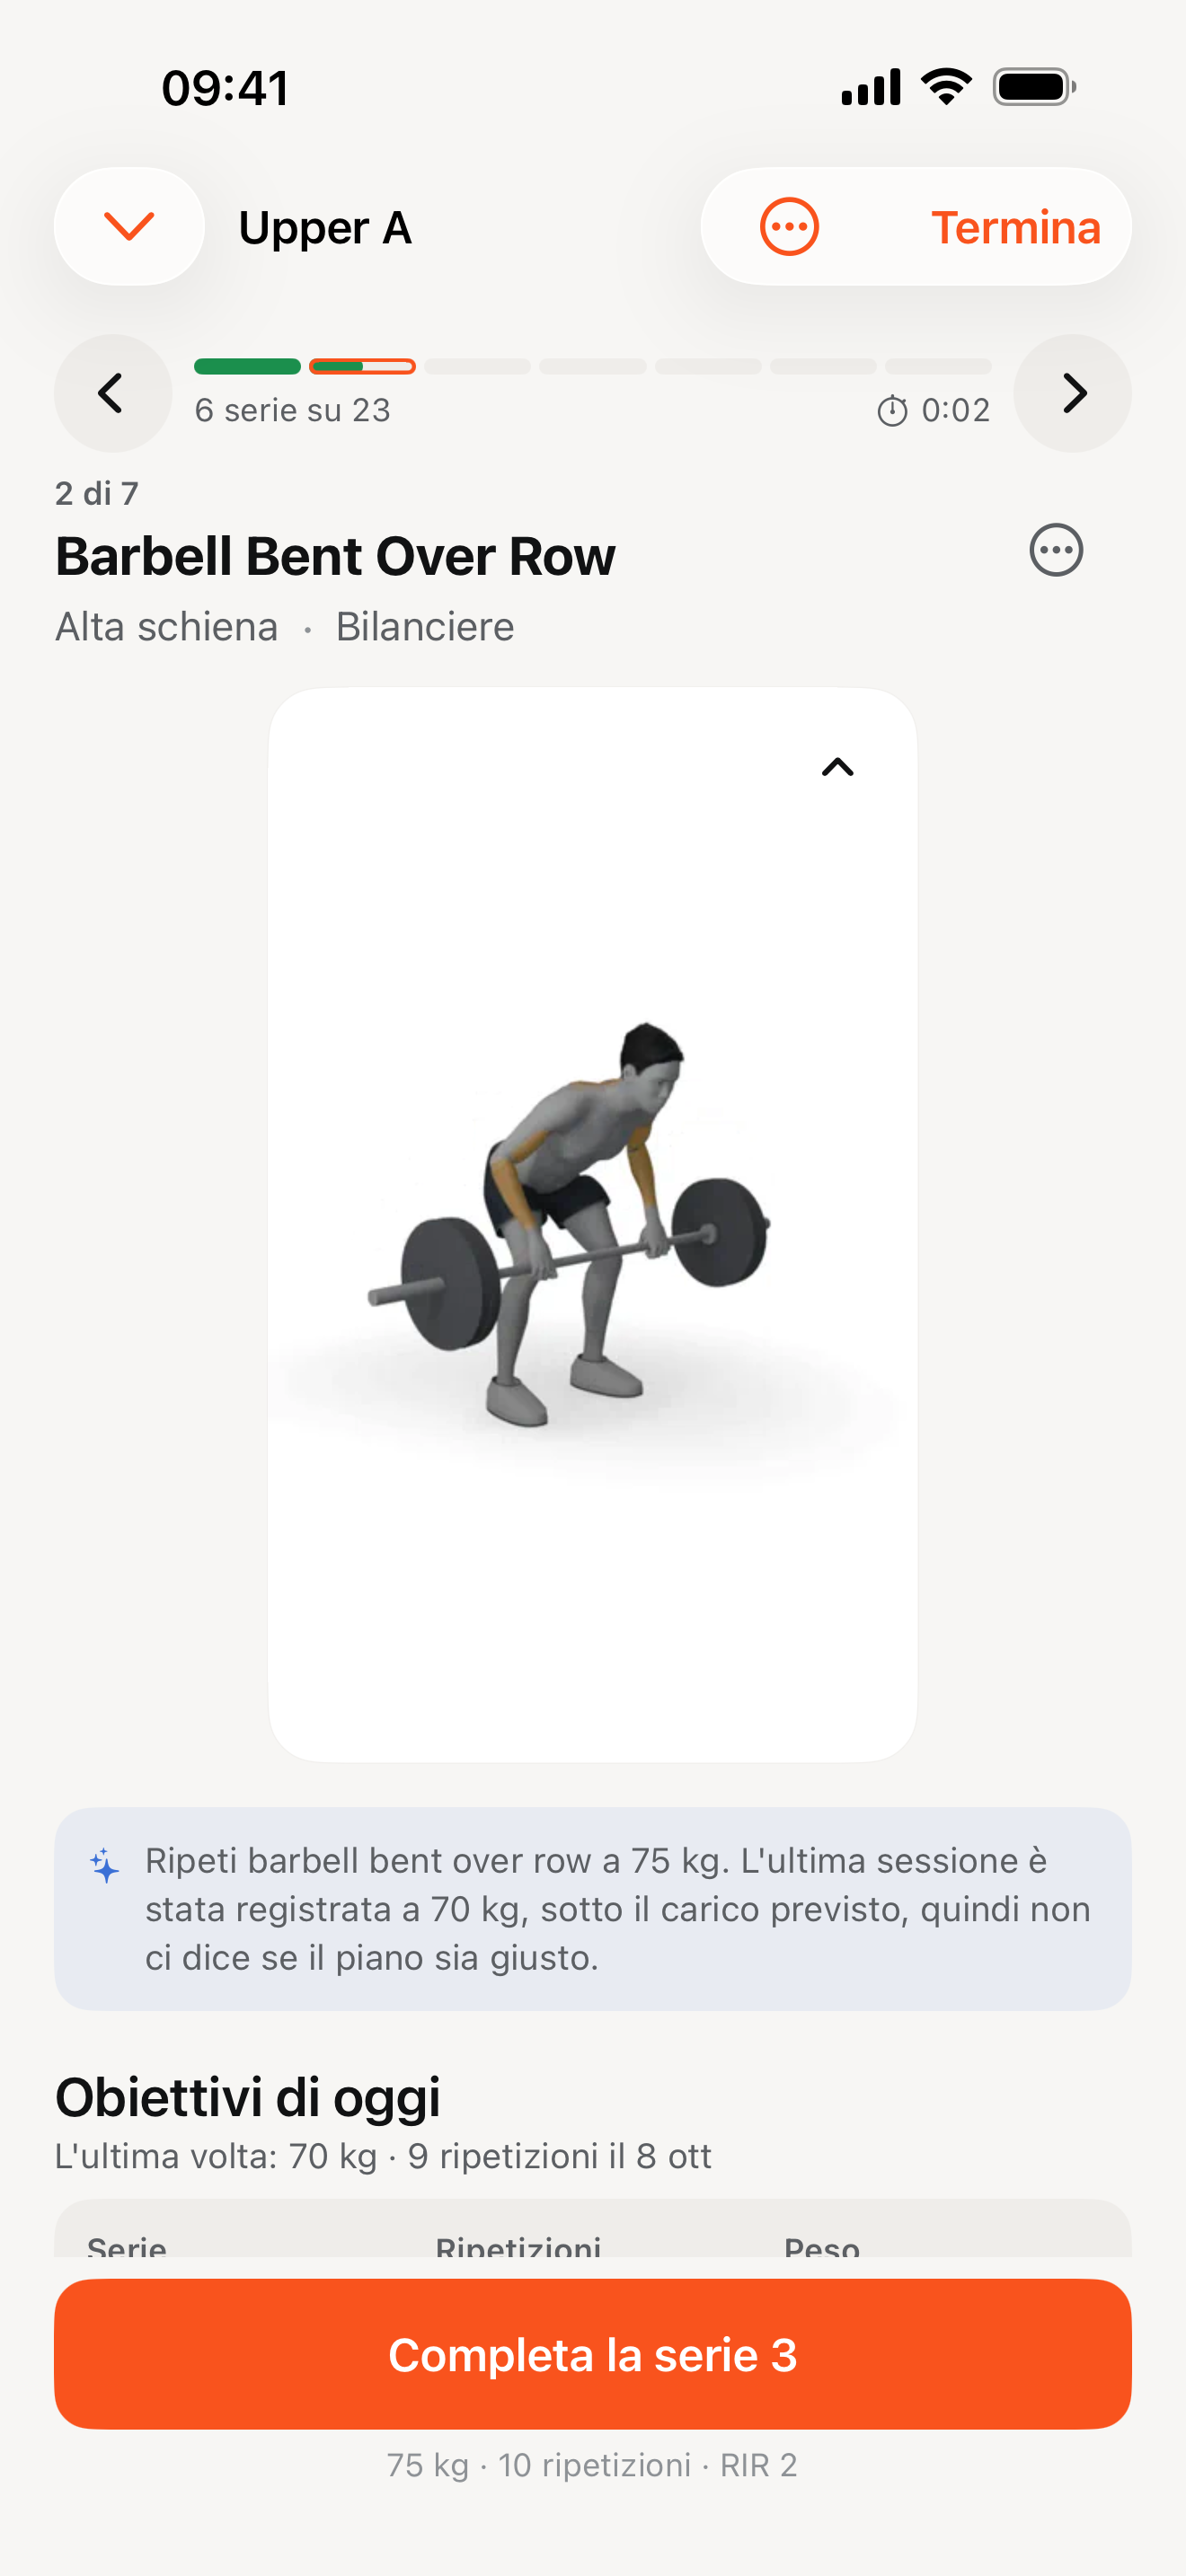 09:41
Upper A
Termina
6 serie su 23
0:02
2 di 7
Barbell Bent Over Row
Alta schiena · Bilanciere
Ripeti barbell bent over row a 75 kg. L'ultima sessione è
stata registrata a 70 kg, sotto il carico previsto, quindi non
ci dice se il piano sia giusto.
Obiettivi di oggi
L'ultima volta: 70 kg · 9 ripetizioni il 8 ott
Serie Ripetizioni Peso
Completa la serie 3
75 kg · 10 ripetizioni · RIR 2